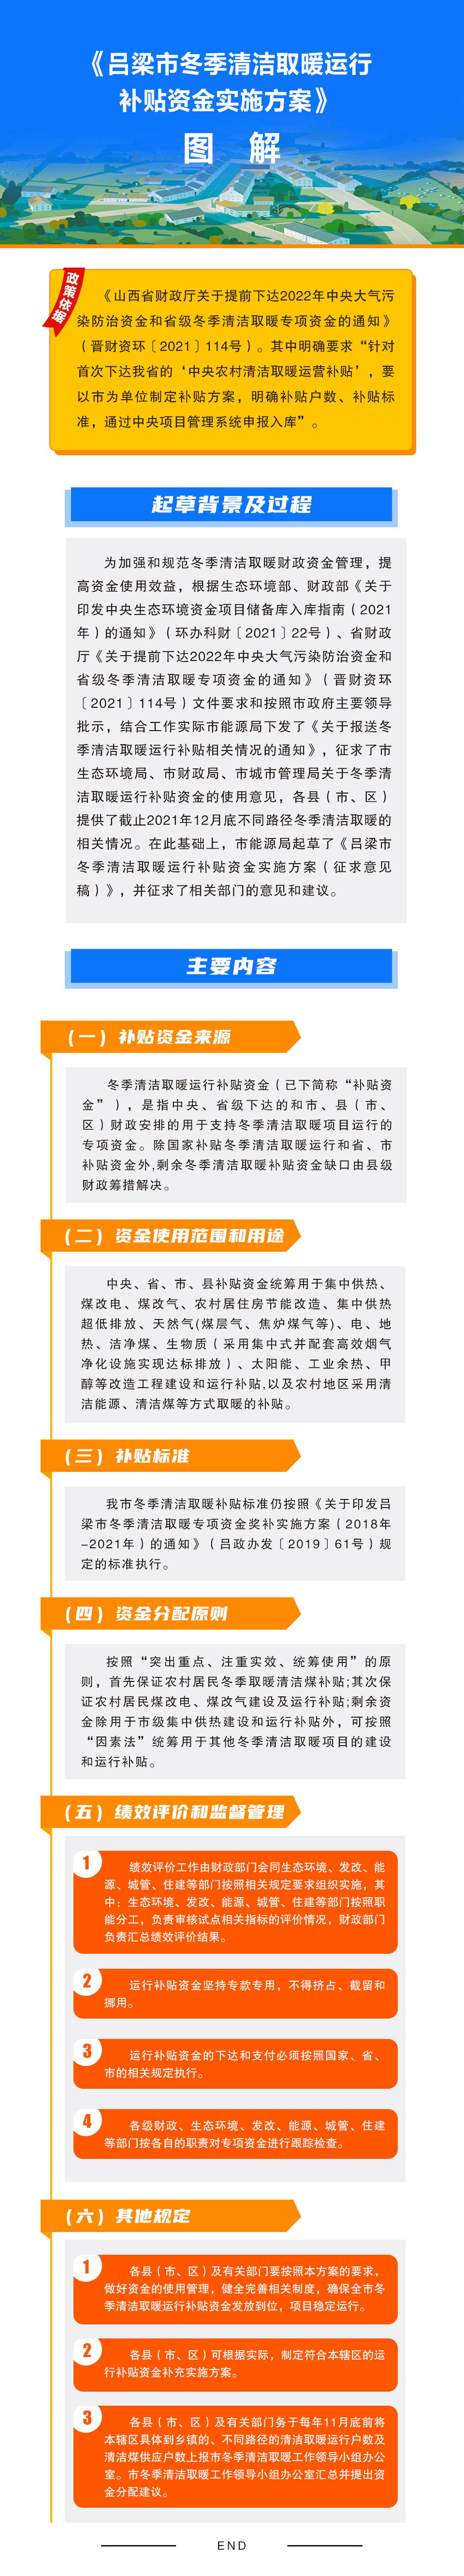 《吕梁市冬季清洁取暖运行
补贴资金实施方案》
图 解
政策依据
《山西省财政厅关于提前下达2022年中央大气污
染防治资金和省级冬季清洁取暖专项资金的通知》
（晋财资环〔2021〕114号）。其中明确要求“针对
首次下达我省的‘中央农村清洁取暖运营补贴’，要
以市为单位制定补贴方案，明确补贴户数、补贴标
准，通过中央项目管理系统申报入库”。
起草背景及过程
为加强和规范冬季清洁取暖财政资金管理，提
高资金使用效益，根据生态环境部、财政部《关于
印发中央生态环境资金项目储备库入库指南（2021
年）的通知》（环办科财〔2021〕22号）、省财政
厅《关于提前下达2022年中央大气污染防治资金和
省级冬季清洁取暖专项资金的通知》（晋财资环
〔2021〕114号）文件要求和按照市政府主要领导
批示，结合工作实际市能源局下发了《关于报送冬
季清洁取暖运行补贴相关情况的通知》，征求了市
生态环境局、市财政局、市城市管理局关于冬季清
洁取暖运行补贴资金的使用意见，各县（市、区）
提供了截止2021年12月底不同路径冬季清洁取暖的
相关情况。在此基础上，市能源局起草了《吕梁市
冬季清洁取暖运行补贴资金实施方案（征求意见
稿）》，并征求了相关部门的意见和建议。
主要内容
（一）补贴资金来源
冬季清洁取暖运行补贴资金（已下简称“补贴资
金”），是指中央、省级下达的和市、县（市、
区）财政安排的用于支持冬季清洁取暖项目运行的
专项资金。除国家补贴冬季清洁取暖运行和省、市
补贴资金外,剩余冬季清洁取暖补贴资金缺口由县级
财政筹措解决。
（二）资金使用范围和用途
中央、省、市、县补贴资金统筹用于集中供热、
煤改电、煤改气、农村居住房节能改造、集中供热
超低排放、天然气(煤层气、焦炉煤气等)、电、地
热、洁净煤、生物质（采用集中式并配套高效烟气
净化设施实现达标排放）、太阳能、工业余热、甲
醇等改造工程建设和运行补贴,以及农村地区采用清
洁能源、清洁煤等方式取暖的补贴。
（三）补贴标准
我市冬季清洁取暖补贴标准仍按照《关于印发吕
梁市冬季清洁取暖专项资金奖补实施方案（2018年
-2021年）的通知》（吕政办发〔2019〕61号）规
定的标准执行。
（四）资金分配原则
按照“突出重点、注重实效、统筹使用”的原
则，首先保证农村居民冬季取暖清洁煤补贴;其次保
证农村居民煤改电、煤改气建设及运行补贴;剩余资
金除用于市级集中供热建设和运行补贴外，可按照
“因素法”统筹用于其他冬季清洁取暖项目的建设
和运行补贴。
（五）绩效评价和监督管理
1
绩效评价工作由财政部门会同生态环境、发改、能
源、城管、住建等部门按照相关规定要求组织实施，其
中：生态环境、发改、能源、城管、住建等部门按照职
能分工，负责审核试点相关指标的评价情况，财政部门
负责汇总绩效评价结果。
2
运行补贴资金坚持专款专用，不得挤占、截留和
挪用。
3
运行补贴资金的下达和支付必须按照国家、省、
市的相关规定执行。
4
各级财政、生态环境、发改、能源、城管、住建
等部门按各自的职责对专项资金进行跟踪检查。
（六）其他规定
1
各县（市、区）及有关部门要按照本方案的要求，
做好资金的使用管理，健全完善相关制度，确保全市冬
季清洁取暖运行补贴资金发放到位，项目稳定运行。
2
各县（市、区）可根据实际，制定符合本辖区的运
行补贴资金补充实施方案。
3
各县（市、区）及有关部门务于每年11月底前将
本辖区具体到乡镇的、不同路径的清洁取暖运行户数及
清洁煤供应户数上报市冬季清洁取暖工作领导小组办公
室。市冬季清洁取暖工作领导小组办公室汇总并提出资
金分配建议。
END